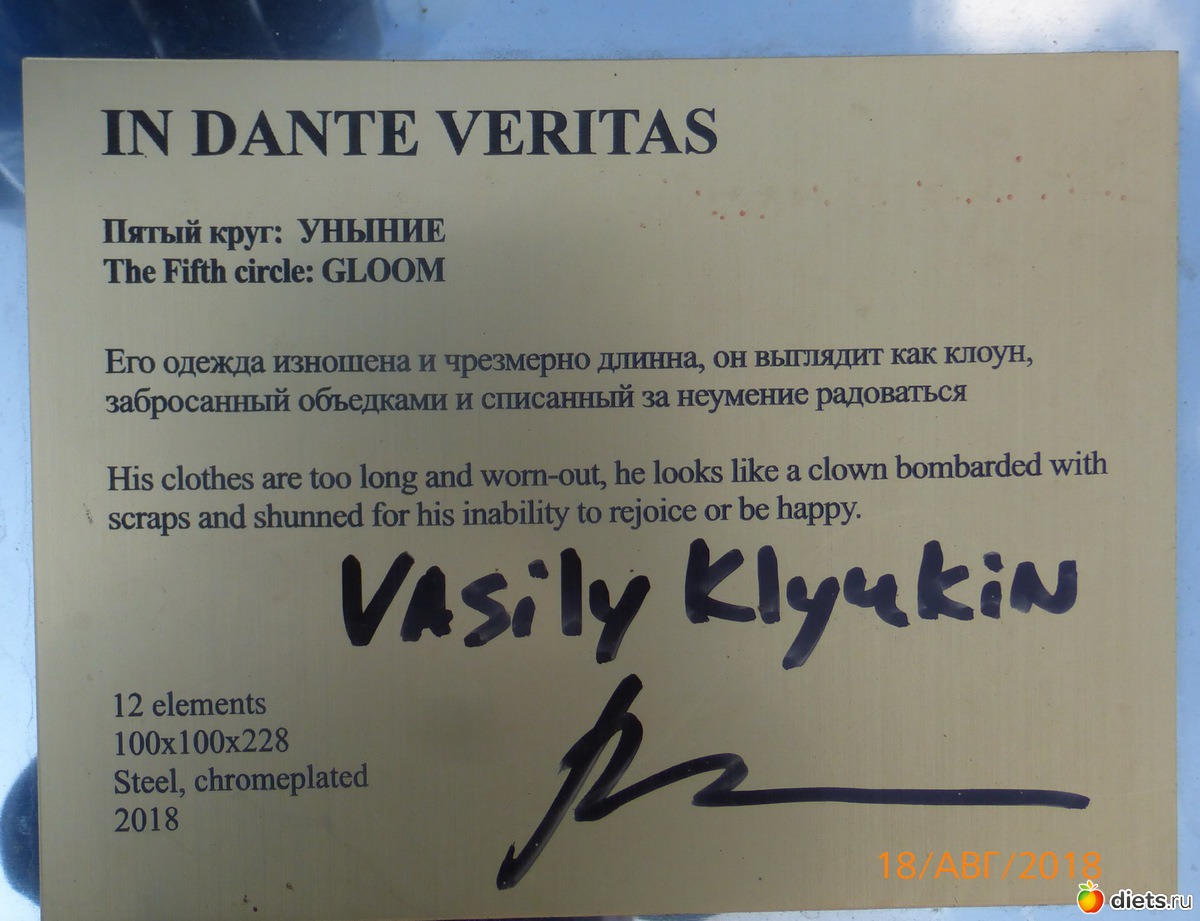 IN DANTE VERITAS
Пятый круг: УНЫНИЕ
The Fifth circle: GLOOM
Его одежда изношена и чрезмерно длинна, он выглядит как клоун,
забросанный объедками и списанный за неумение радоваться
His clothes are too long and worn-out, he looks like a clown bombarded with
scraps and shunned for his inability to rejoice or be happy.
Vasily Klyukin
12 elements
100x100x228
Steel, chromeplated
2018
18/АВГ/2018
diets.ru